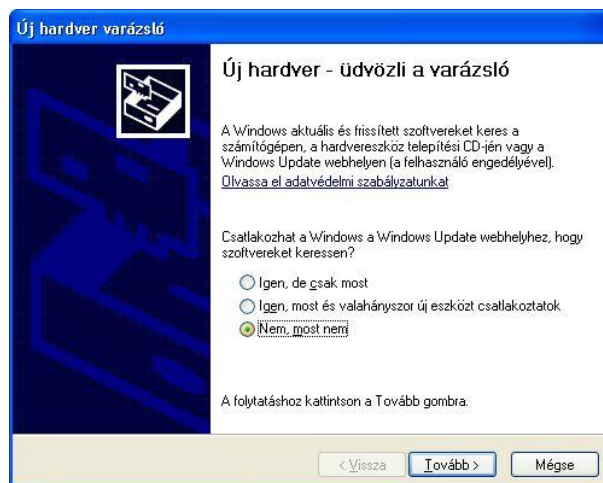 Új hardver varázsló
Új hardver - üdvözli a varázsló
A Windows aktuális és frissített szoftvereket keres a
számítógépen, a hardvereszköz telepítési CD-jén vagy a
Windows Update webhelyen (a felhasználó engedélyével).
Olvassa el adatvédelmi szabályzatunkat
Csatlakozhat a Windows a Windows Update webhelyhez, hogy
szoftvereket keressen?
Igen, de csak most
Igen, most és valahányszor új eszközt csatlakoztatok
Nem, most nem
A folytatáshoz kattintson a Tovább gombra.
< Vissza
Tovább >
Mégse